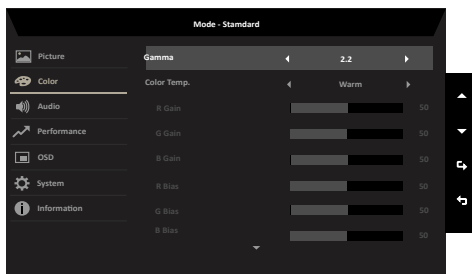 Mode - Stamdard
Picture
Color
Audio
Performance
OSD
System
Information
Gamma 2.2
Color Temp. Warm
R Gain 50
G Gain 50
B Gain 50
R Bias 50
G Bias 50
B Bias 50